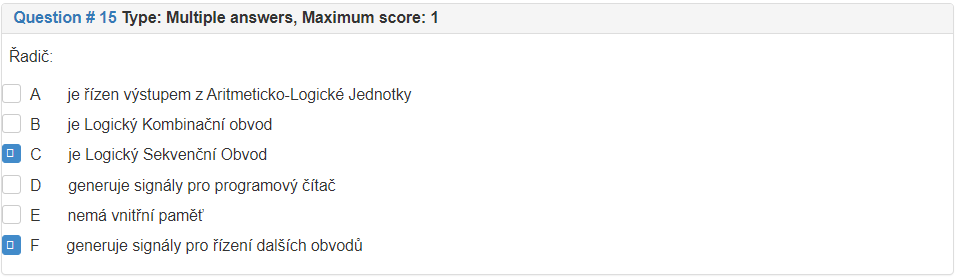 Question # 15 Type: Multiple answers, Maximum score: 1
Řadič:
A je řízen výstupem z Aritmeticko-Logické Jednotky
B je Logický Kombinační obvod
C je Logický Sekvenční Obvod
D generuje signály pro programový čítač
E nemá vnitřní paměť
F generuje signály pro řízení dalších obvodů